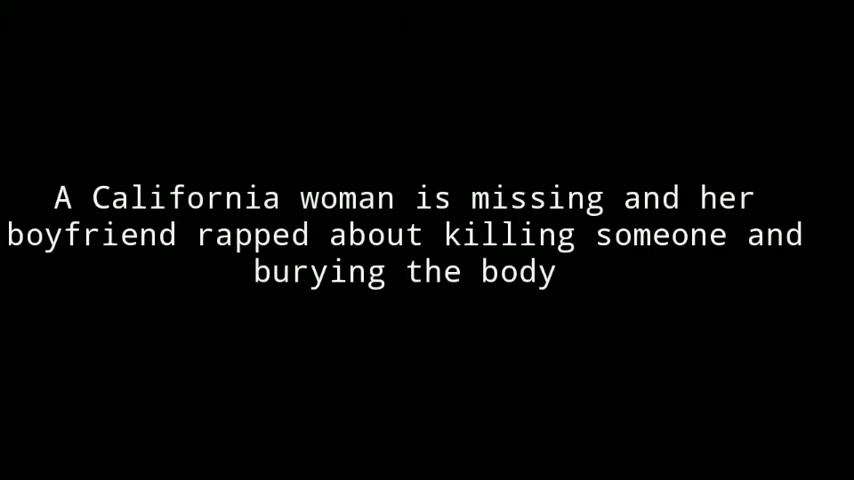 A California woman is missing and her
boyfriend rapped about killing someone and
burying the body